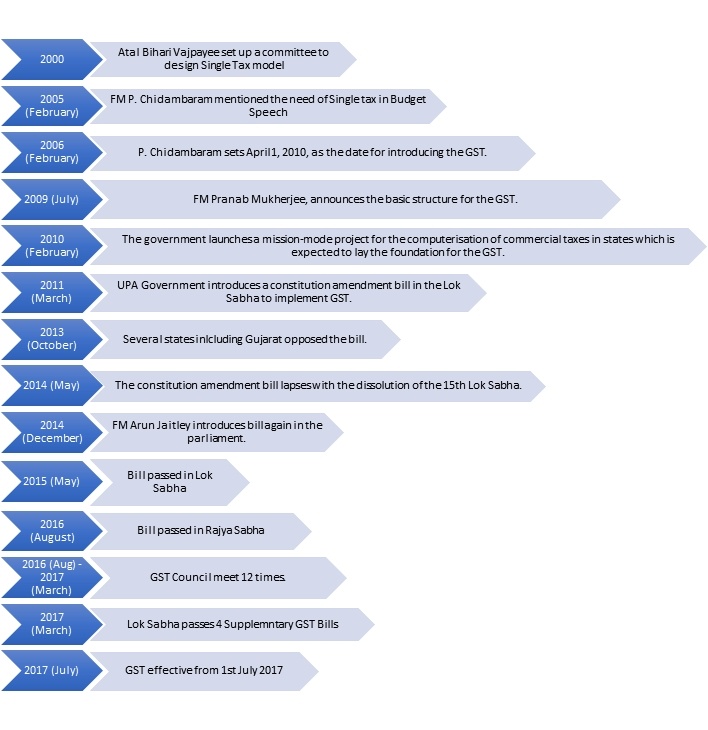 2000
Atal Bihari Vajpayee set up a committee to
design Single Tax model
2005
(February)
FM P. Chidambaram mentioned the need of Single tax in Budget
Speech
2006
(February)
P. Chidambaram sets April 1, 2010, as the date for introducing the GST.
2009 (July)
FM Pranab Mukherjee, announces the basic structure for the GST.
2010
(February)
The government launches a mission-mode project for the computerisation of commercial taxes in states which is
expected to lay the foundation for the GST.
2011
(March)
UPA Government introduces a constitution amendment bill in the Lok
Sabha to implement GST.
2013
(October)
Several states inlcluding Gujarat opposed the bill.
2014 (May)
The constitution amendment bill lapses with the dissolution of the 15th Lok Sabha.
2014
(December)
FM Arun Jaitley introduces bill again in the
parliament.
2015 (May)
Bill passed in Lok
Sabha
2016
(August)
Bill passed in Rajya Sabha
2016 (Aug) -
2017
(March)
GST Council meet 12 times.
2017
(March)
Lok Sabha passes 4 Supplemntary GST Bills
2017 (July)
GST effective from 1st July 2017